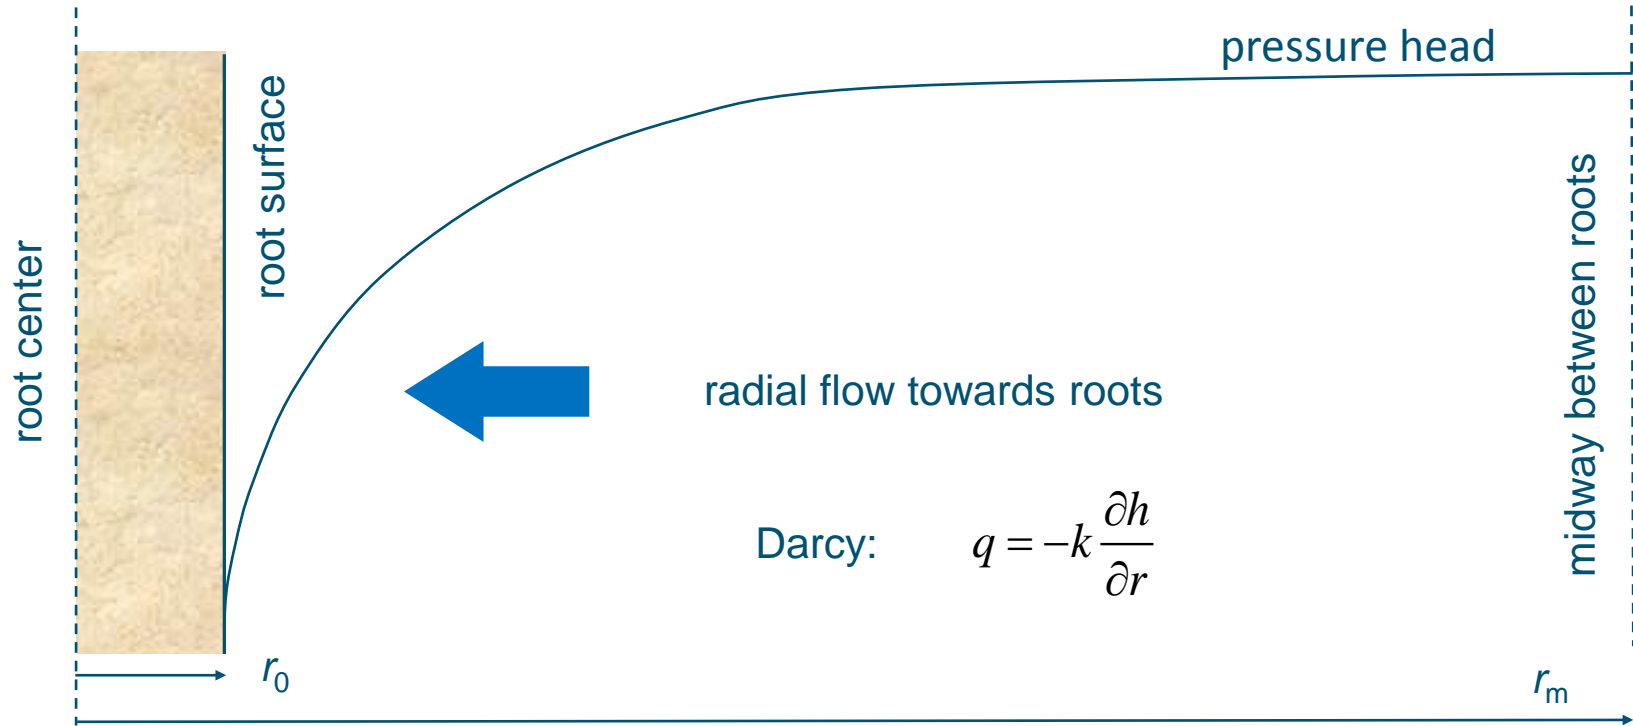 pressure head
root surface
root center
midway between roots
radial flow towards roots
Darcy: q = −k ∂h/∂r
r₀
rₘ